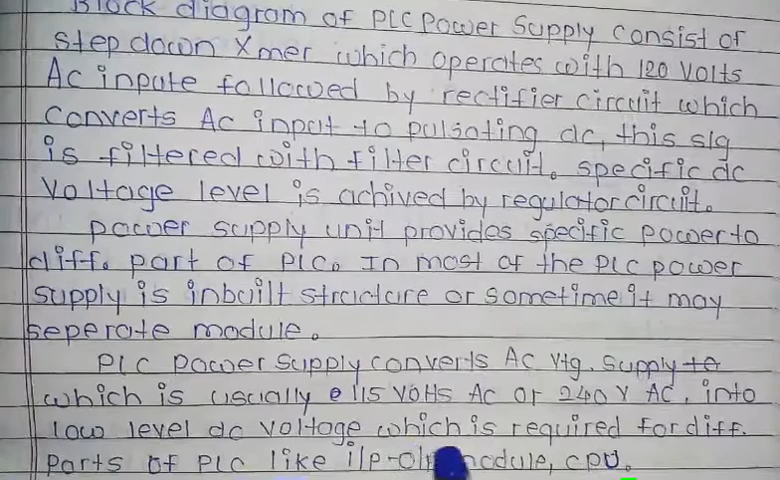 Block diagram of PLC power supply consist of
step down Xmer which operates with 120 volts
Ac inpute followed by rectifier circuit which
converts Ac input to pulsating dc, this sig
is filtered with filter circuit. specific dc
voltage level is achived by regulator circuit.
power supply unit provides specific power to
diff. part of PLC. In most of the PLC power
supply is inbuilt structure or sometime it may
seperate module.
PLC power supply converts AC vtg. supply to
which is usually 115 volts AC or 240 V AC, into
low level dc voltage which is required for diff.
parts of PLC like i/p-o/ module, CPU.